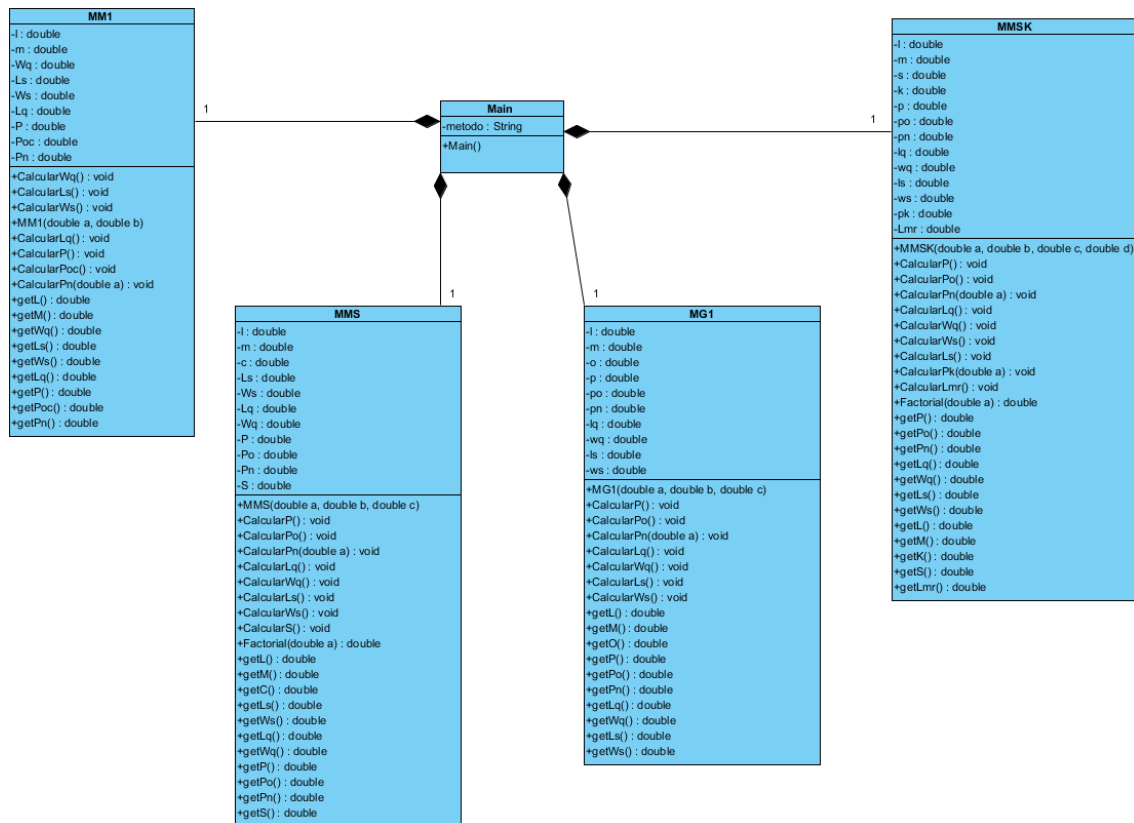 MM1
-l : double
-m : double
-Wq : double
-Ls : double
-Ws : double
-Lq : double
-P : double
-Poc : double
-Pn : double
+CalcularWq() : void
+CalcularLs() : void
+CalcularWs() : void
+MM1(double a, double b)
+CalcularLq() : void
+CalcularP() : void
+CalcularPoc() : void
+CalcularPn(double a) : void
+getL() : double
+getM() : double
+getWq() : double
+getLs() : double
+getWs() : double
+getLq() : double
+getP() : double
+getPoc() : double
+getPn() : double
1
Main
-metodo : String
+Main()
1
MMSK
-l : double
-m : double
-s : double
-k : double
-p : double
-po : double
-pn : double
-lq : double
-wq : double
-ls : double
-ws : double
-pk : double
-Lmr : double
+MMSK(double a, double b, double c, double d)
+CalcularP() : void
+CalcularPo() : void
+CalcularPn(double a) : void
+CalcularLq() : void
+CalcularWq() : void
+CalcularWs() : void
+CalcularLs() : void
+CalcularPk(double a) : void
+CalcularLmr() : void
+Factorial(double a) : double
+getP() : double
+getPo() : double
+getPn() : double
+getLq() : double
+getWq() : double
+getLs() : double
+getWs() : double
+getL() : double
+getM() : double
+getK() : double
+getS() : double
+getLmr() : double
1
MMS
-l : double
-m : double
-c : double
-Ls : double
-Ws : double
-Lq : double
-Wq : double
-P : double
-Po : double
-Pn : double
-S : double
+MMS(double a, double b, double c)
+CalcularP() : void
+CalcularPo() : void
+CalcularPn(double a) : void
+CalcularLq() : void
+CalcularWq() : void
+CalcularLs() : void
+CalcularWs() : void
+CalcularS() : void
+Factorial(double a) : double
+getL() : double
+getM() : double
+getC() : double
+getLs() : double
+getWs() : double
+getLq() : double
+getWq() : double
+getP() : double
+getPo() : double
+getPn() : double
+getS() : double
1
MG1
-l : double
-m : double
-o : double
-p : double
-po : double
-pn : double
-lq : double
-wq : double
-ls : double
-ws : double
+MG1(double a, double b, double c)
+CalcularP() : void
+CalcularPo() : void
+CalcularPn(double a) : void
+CalcularLq() : void
+CalcularWq() : void
+CalcularLs() : void
+CalcularWs() : void
+getL() : double
+getM() : double
+getO() : double
+getP() : double
+getPo() : double
+getPn() : double
+getLq() : double
+getWq() : double
+getLs() : double
+getWs() : double